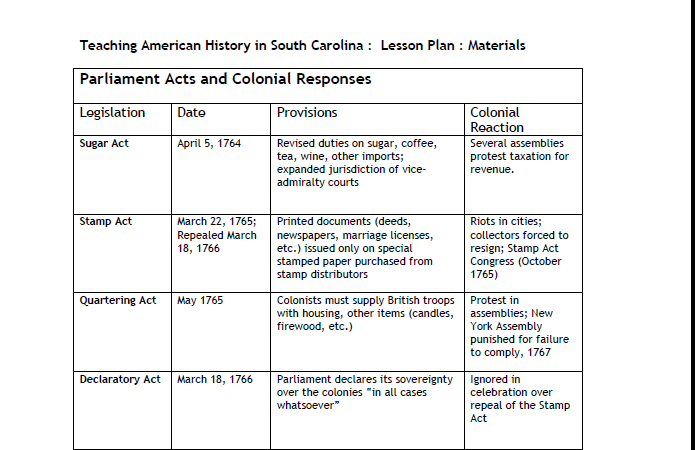 Teaching American History in South Carolina : Lesson Plan : Materials
Parliament Acts and Colonial Responses
Legislation
Date
Provisions
Colonial
Reaction
Sugar Act
April 5, 1764
Revised duties on sugar, coffee,
tea, wine, other imports;
expanded jurisdiction of vice-
admiralty courts
Several assemblies
protest taxation for
revenue.
Stamp Act
March 22, 1765;
Repealed March
18, 1766
Printed documents (deeds,
newspapers, marriage licenses,
etc.) issued only on special
stamped paper purchased from
stamp distributors
Riots in cities;
collectors forced to
resign; Stamp Act
Congress (October
1765)
Quartering Act
May 1765
Colonists must supply British troops
with housing, other items (candles,
firewood, etc.)
Protest in
assemblies; New
York Assembly
punished for failure
to comply, 1767
Declaratory Act
March 18, 1766
Parliament declares its sovereignty
over the colonies “in all cases
whatsoever”
Ignored in
celebration over
repeal of the Stamp
Act